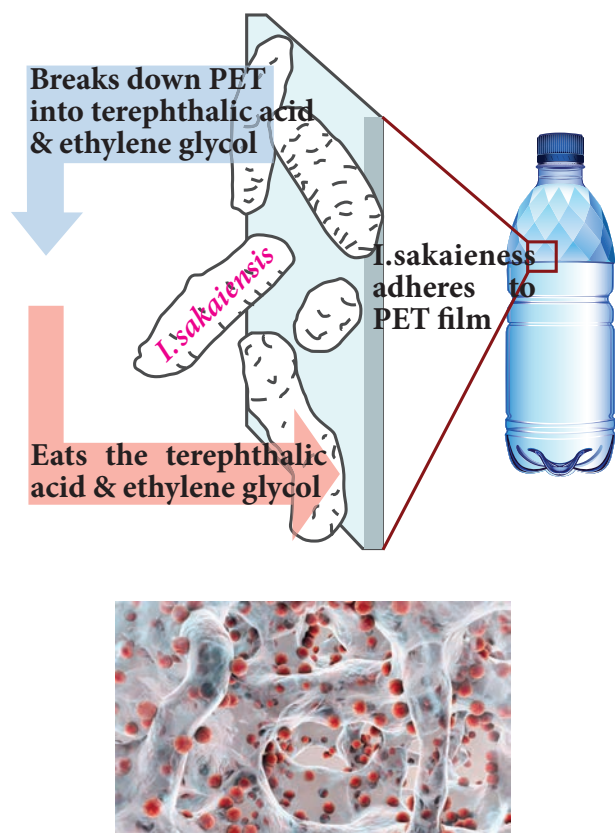 Breaks down PET
into terephthalic acid
& ethylene glycol
I. sakaiensis
I.sakaieness
adheres to
PET film
Eats the terephthalic
acid & ethylene glycol